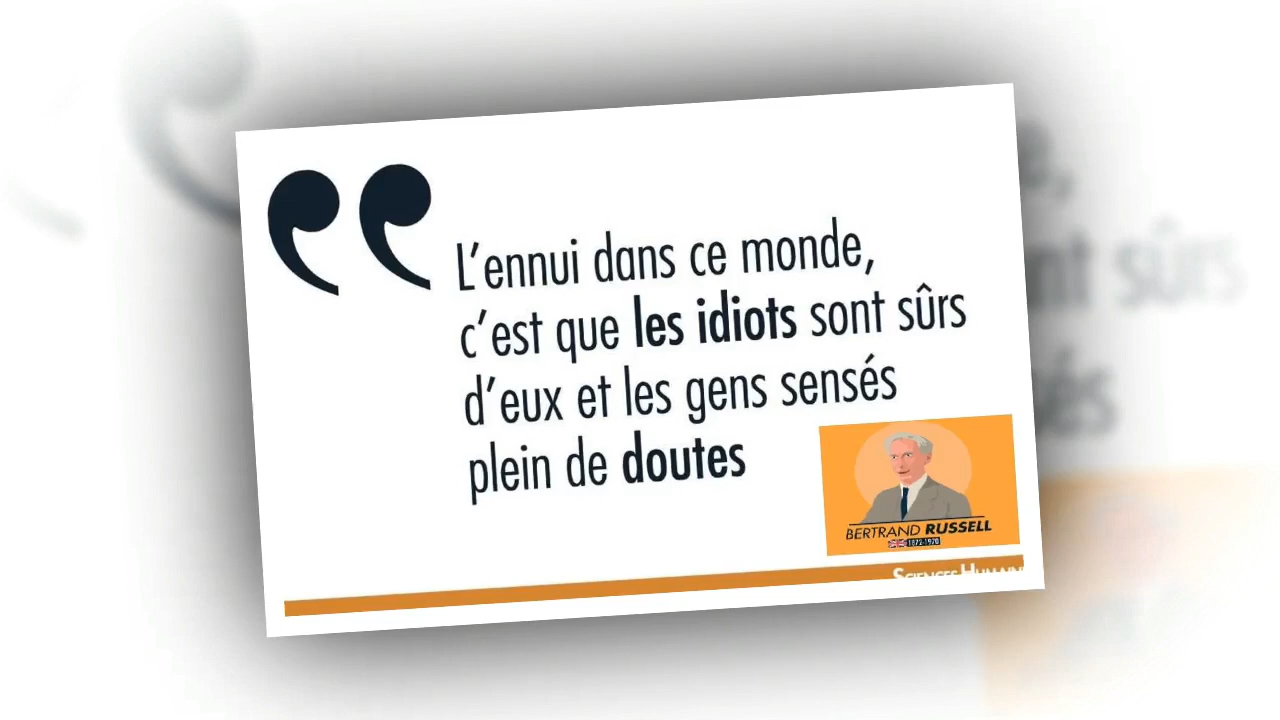 L'ennui dans ce monde,
c'est que les idiots sont sûrs
d'eux et les gens sensés
plein de doutes
BERTRAND RUSSELL
1872-1970